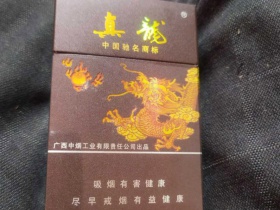 真龍
中国驰名商标
广西中烟工业有限责任公司出品
吸烟有害健康
尽早戒烟有益健康